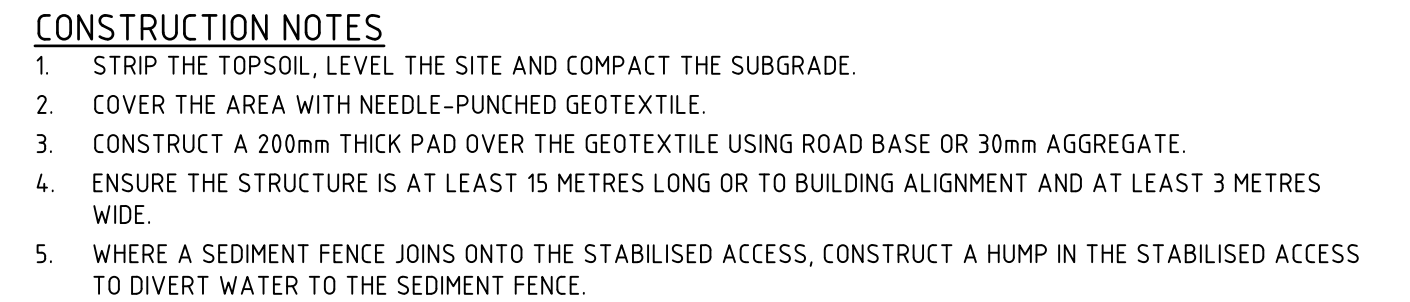 CONSTRUCTION NOTES
1. STRIP THE TOPSOIL, LEVEL THE SITE AND COMPACT THE SUBGRADE.
2. COVER THE AREA WITH NEEDLE-PUNCHED GEOTEXTILE.
3. CONSTRUCT A 200mm THICK PAD OVER THE GEOTEXTILE USING ROAD BASE OR 30mm AGGREGATE.
4. ENSURE THE STRUCTURE IS AT LEAST 15 METRES LONG OR TO BUILDING ALIGNMENT AND AT LEAST 3 METRES
WIDE.
5. WHERE A SEDIMENT FENCE JOINS ONTO THE STABILISED ACCESS, CONSTRUCT A HUMP IN THE STABILISED ACCESS
TO DIVERT WATER TO THE SEDIMENT FENCE.